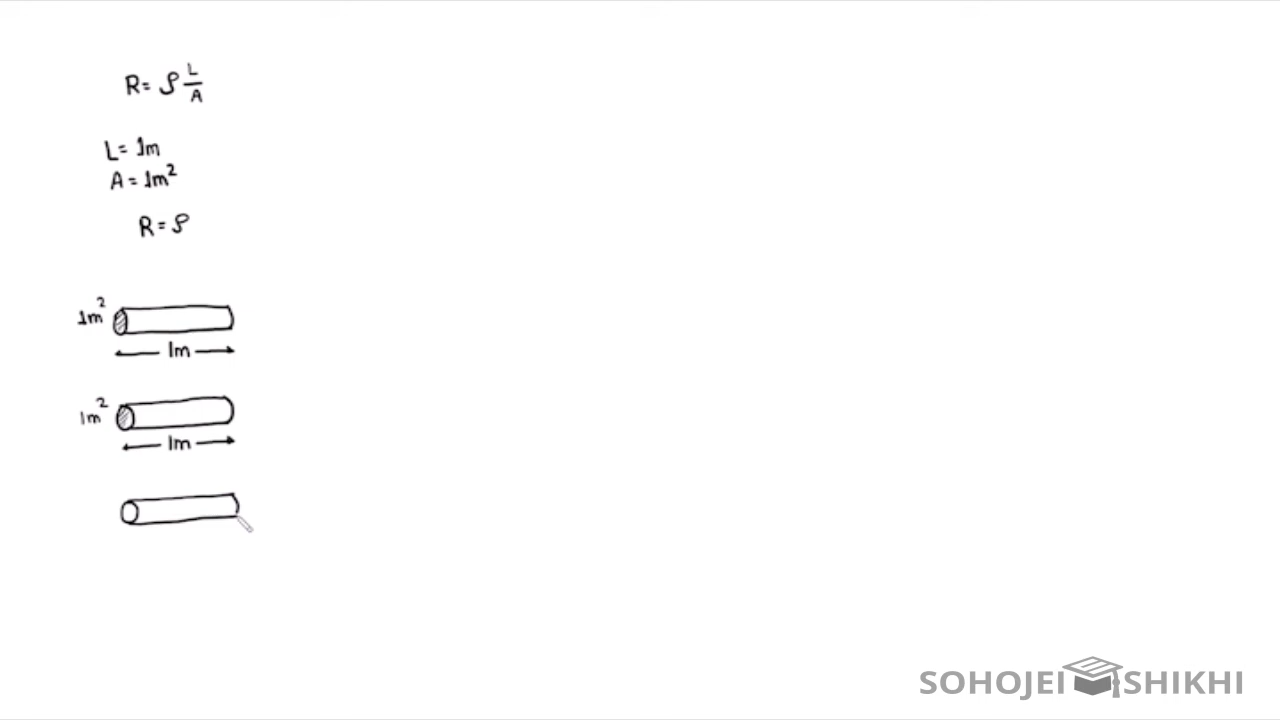 R = ρ L/A
L = 1m
A = 1m²
R = ρ
1m²
1m
1m²
1m
SOHOJEI SHIKHI